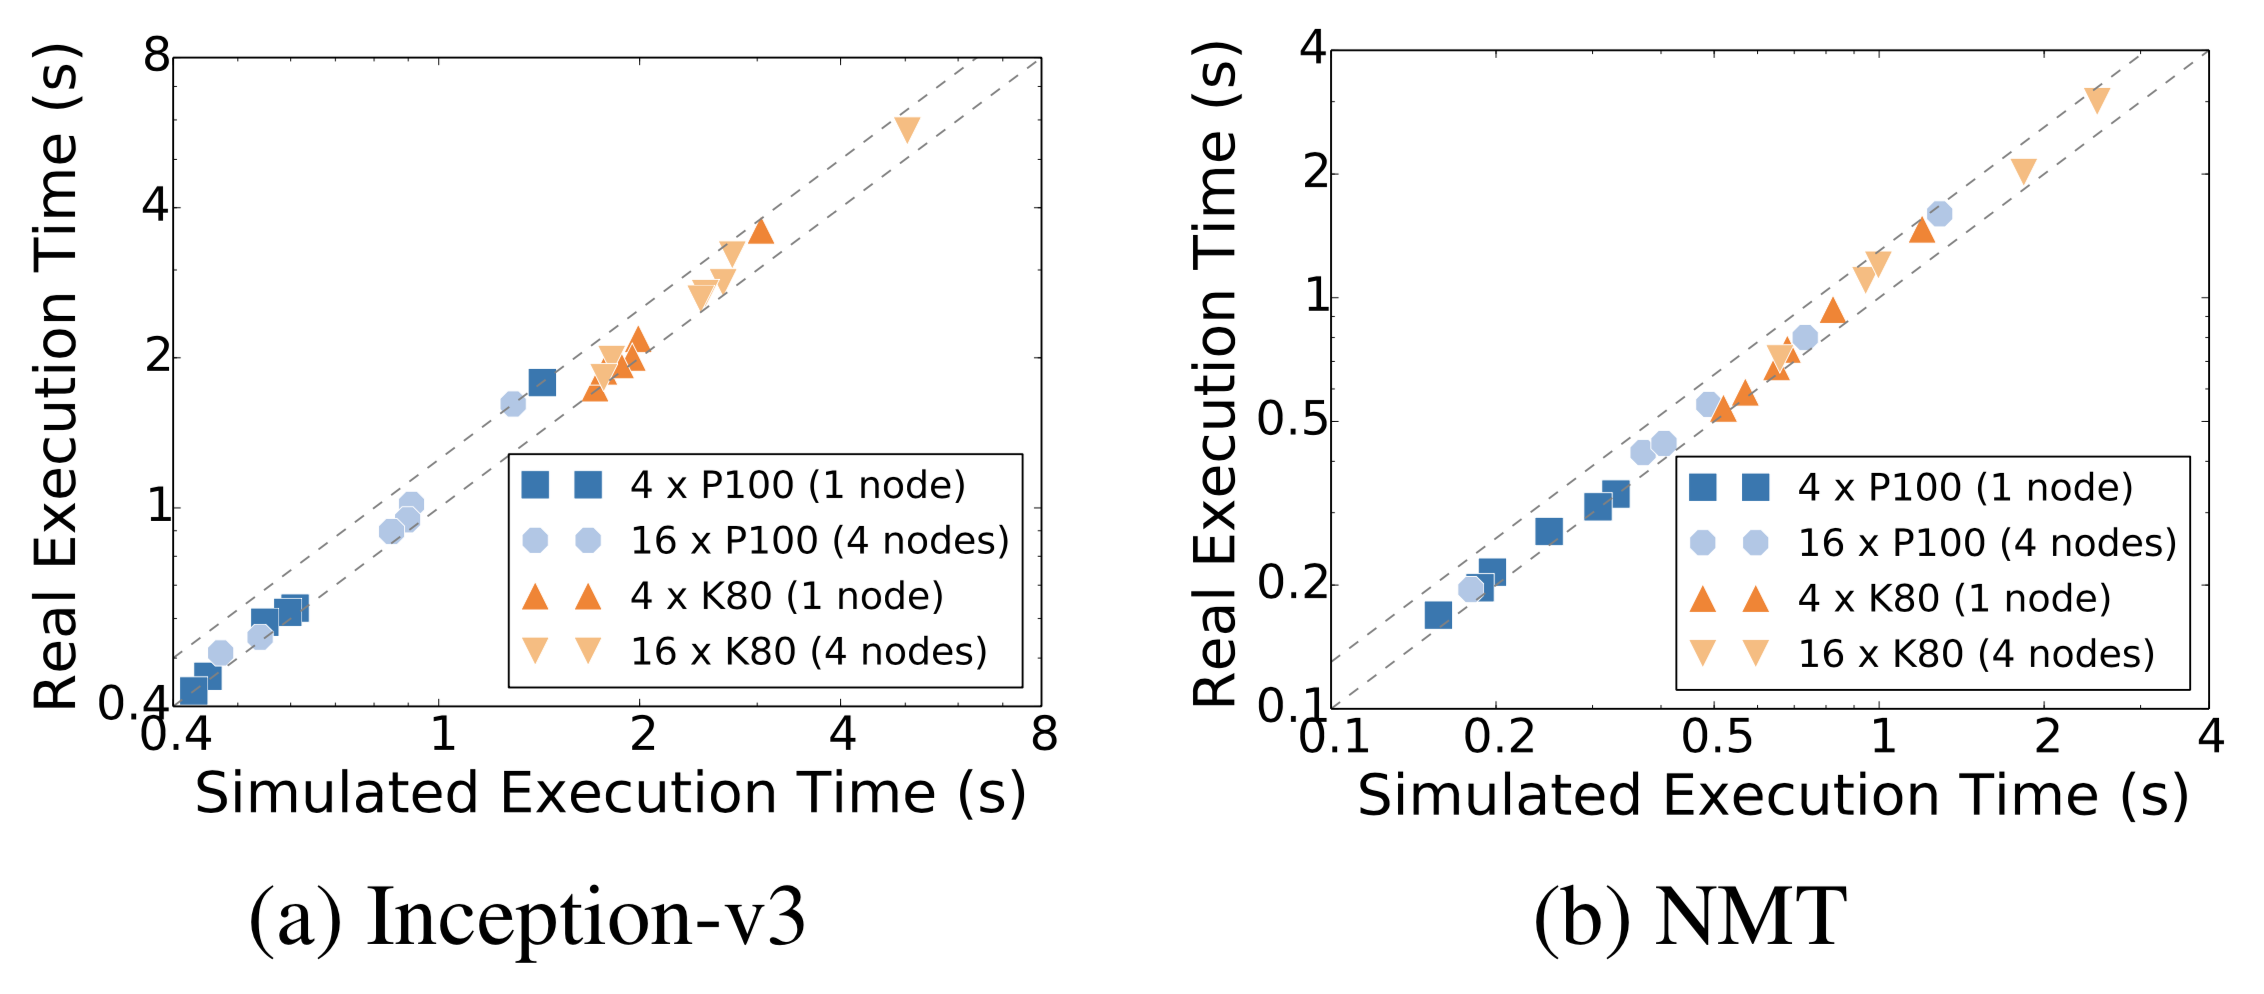 Real Execution Time (s)
8
4
2
1
0.4
0.4 1 2 4 8
Simulated Execution Time (s)
4 x P100 (1 node)
16 x P100 (4 nodes)
4 x K80 (1 node)
16 x K80 (4 nodes)
(a) Inception-v3
Real Execution Time (s)
4
2
1
0.5
0.2
0.1
0.1 0.2 0.5 1 2 4
Simulated Execution Time (s)
4 x P100 (1 node)
16 x P100 (4 nodes)
4 x K80 (1 node)
16 x K80 (4 nodes)
(b) NMT